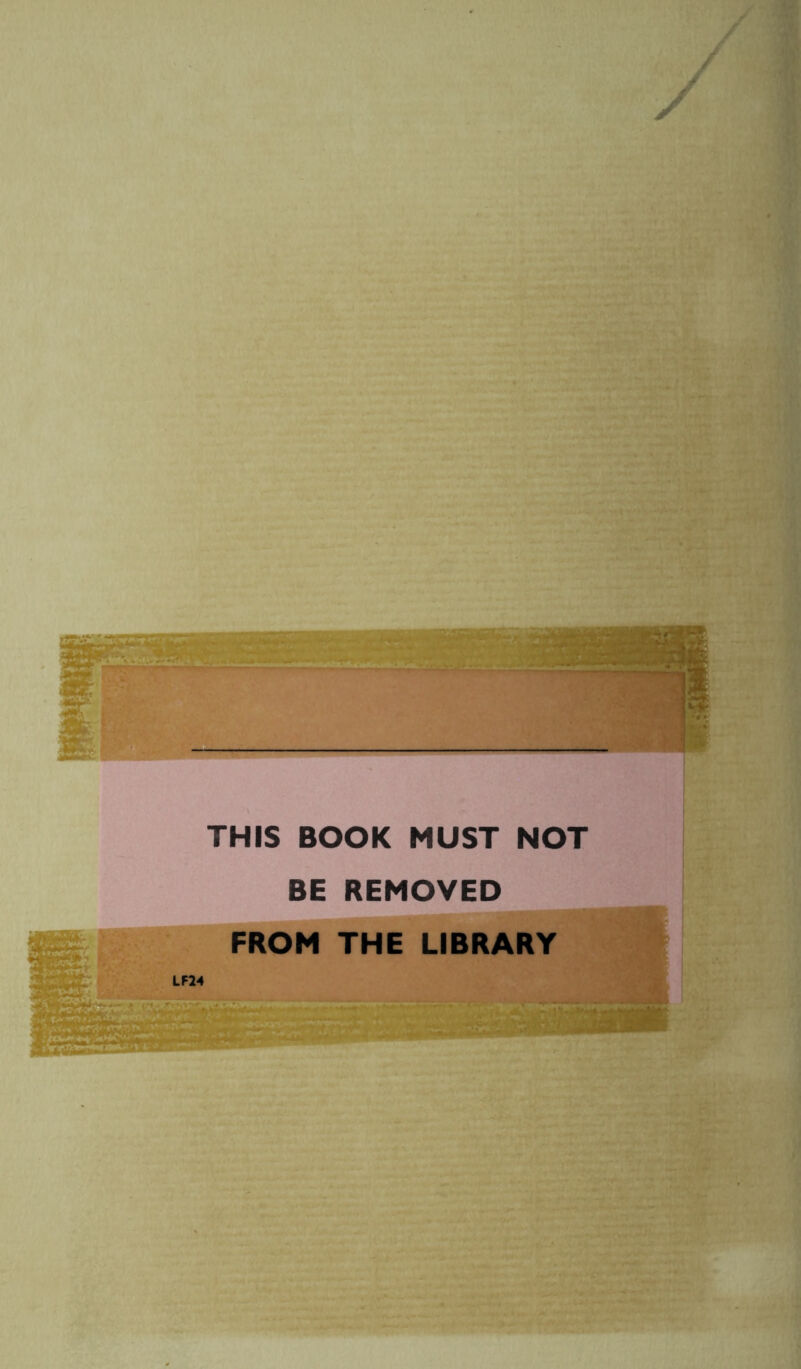 THIS BOOK MUST NOT
BE REMOVED
FROM THE LIBRARY
LF24